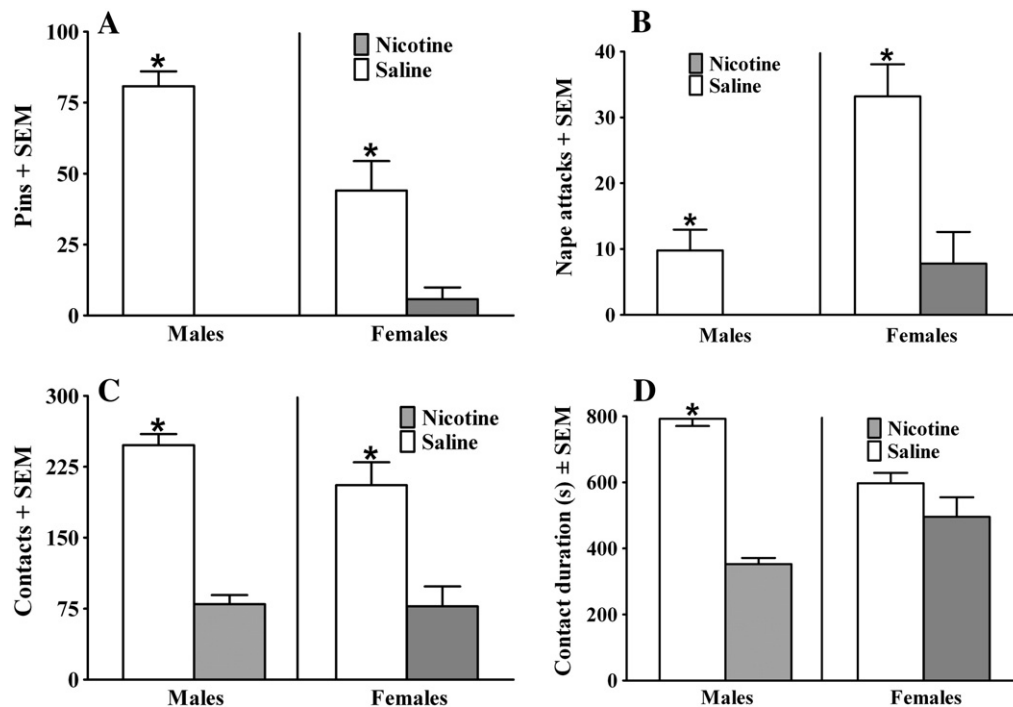 A
Pins + SEM
100
75
50
25
0
*
*
Nicotine
Saline
Males
Females
B
Nape attacks + SEM
40
30
20
10
0
*
*
Nicotine
Saline
Males
Females
C
Contacts + SEM
300
225
150
75
0
*
*
Nicotine
Saline
Males
Females
D
Contact duration (s) ± SEM
800
600
400
200
0
*
Nicotine
Saline
Males
Females